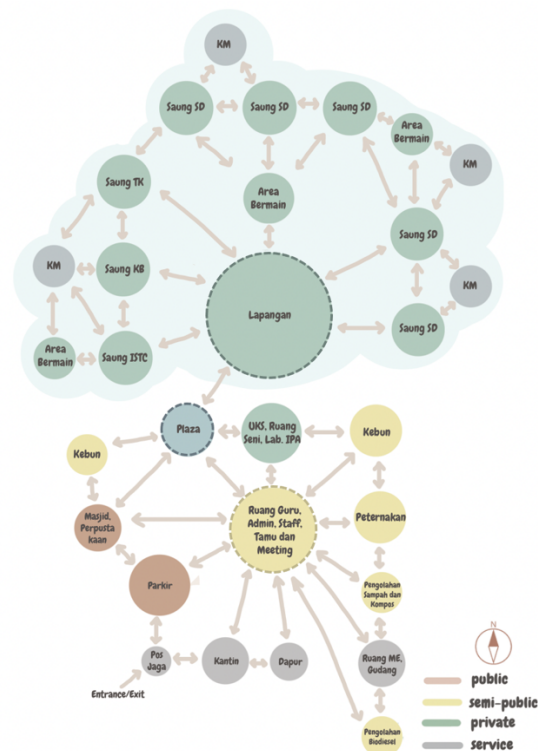 KM
Saung SD
Saung SD
Saung SD
Area
Bermain
KM
Saung TK
Area
Bermain
Saung SD
KM
Saung KB
KM
Lapangan
Saung SD
Area
Bermain
Saung ISTC
Plaza
UKS, Ruang
Seni, Lab. IPA
Kebun
Kebun
Masjid,
Perpusta
kaan
Ruang Guru,
Admin, Staff,
Tamu dan
Meeting
Peternakan
Parkir
Pengolahan
Sampah dan
Kompos
Pos
Jaga
Kantin
Dapur
Ruang ME,
Gudang
Entrance/Exit
Pengolahan
Biodiesel
N
public
semi-public
private
service